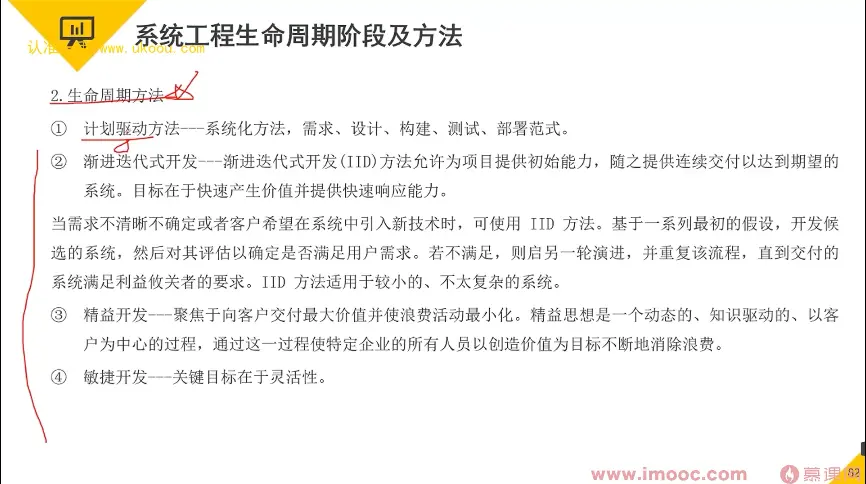 系统工程生命周期阶段及方法
认准 www.ukoou.com
2.生命周期方法
① 计划驱动方法---系统化方法，需求、设计、构建、测试、部署范式。
② 渐进迭代式开发---渐进迭代式开发(IID)方法允许为项目提供初始能力，随之提供连续交付以达到期望的
系统。目标在于快速产生价值并提供快速响应能力。
当需求不清晰不确定或者客户希望在系统中引入新技术时，可使用 IID 方法。基于一系列最初的假设，开发候
选的系统，然后对其评估以确定是否满足用户需求。若不满足，则启另一轮演进，并重复该流程，直到交付的
系统满足利益攸关者的要求。IID 方法适用于较小的、不太复杂的系统。
③ 精益开发---聚焦于向客户交付最大价值并使浪费活动最小化。精益思想是一个动态的、知识驱动的、以客
户为中心的过程，通过这一过程使特定企业的所有人员以创造价值为目标不断地消除浪费。
④ 敏捷开发---关键目标在于灵活性。
www.imooc.com 慕课